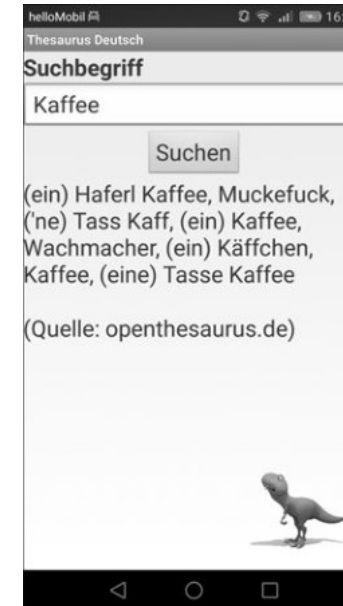 helloMobil 16:
Thesaurus Deutsch
Suchbegriff
Kaffee
Suchen
(ein) Haferl Kaffee, Muckefuck,
('ne) Tass Kaff, (ein) Kaffee,
Wachmacher, (ein) Käffchen,
Kaffee, (eine) Tasse Kaffee
(Quelle: openthesaurus.de)